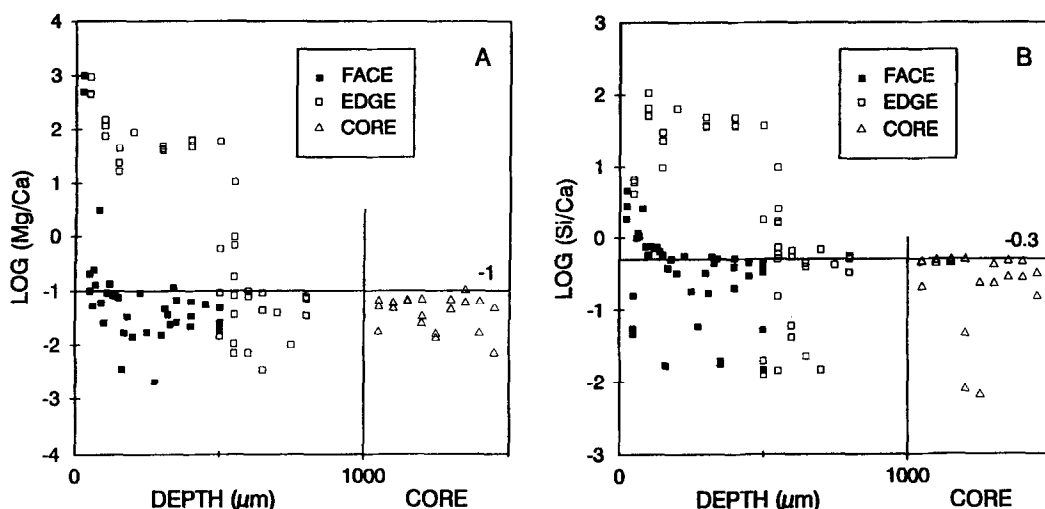 A
FACE
EDGE
CORE
LOG (Mg/Ca)
4
3
2
1
0
-1
-2
-3
-4
-1
0
1000
DEPTH (μm)
CORE
B
FACE
EDGE
CORE
LOG (Si/Ca)
3
2
1
0
-1
-2
-3
-0.3
0
1000
DEPTH (μm)
CORE